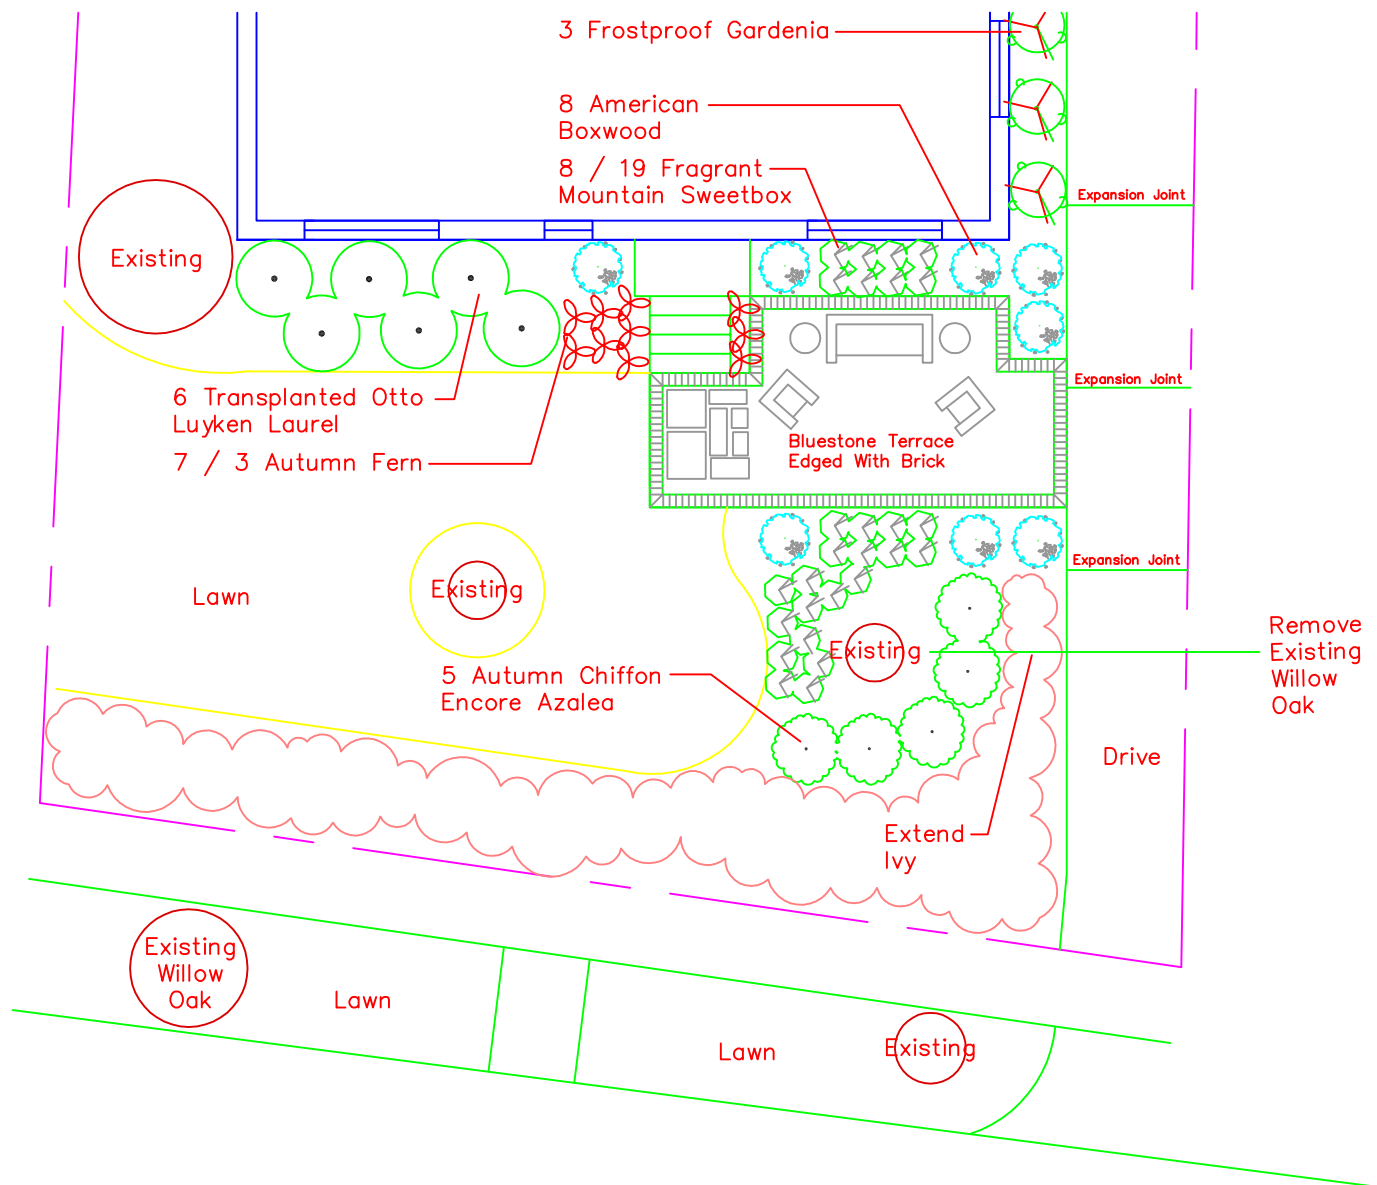 3 Frostproof Gardenia
8 American
Boxwood
8 / 19 Fragrant
Mountain Sweetbox
Expansion Joint
Existing
Expansion Joint
6 Transplanted Otto
Luyken Laurel
7 / 3 Autumn Fern
Bluestone Terrace
Edged With Brick
Expansion Joint
Existing
Lawn
Existing
Remove
Existing
Willow
Oak
5 Autumn Chiffon
Encore Azalea
Drive
Extend
Ivy
Existing
Willow
Oak
Lawn
Lawn
Existing